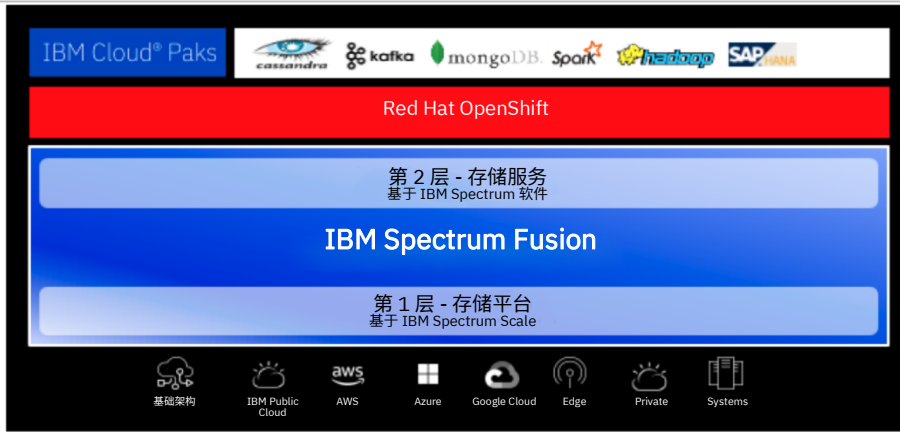 IBM Cloud® Paks
cassandra
kafka
mongoDB.
Spark
hadoop
SAP HANA
Red Hat OpenShift
第 2 层 - 存储服务
基于 IBM Spectrum 软件
IBM Spectrum Fusion
第 1 层 - 存储平台
基于 IBM Spectrum Scale
基础架构
IBM Public
Cloud
aws
AWS
Azure
Google Cloud
Edge
Private
Systems